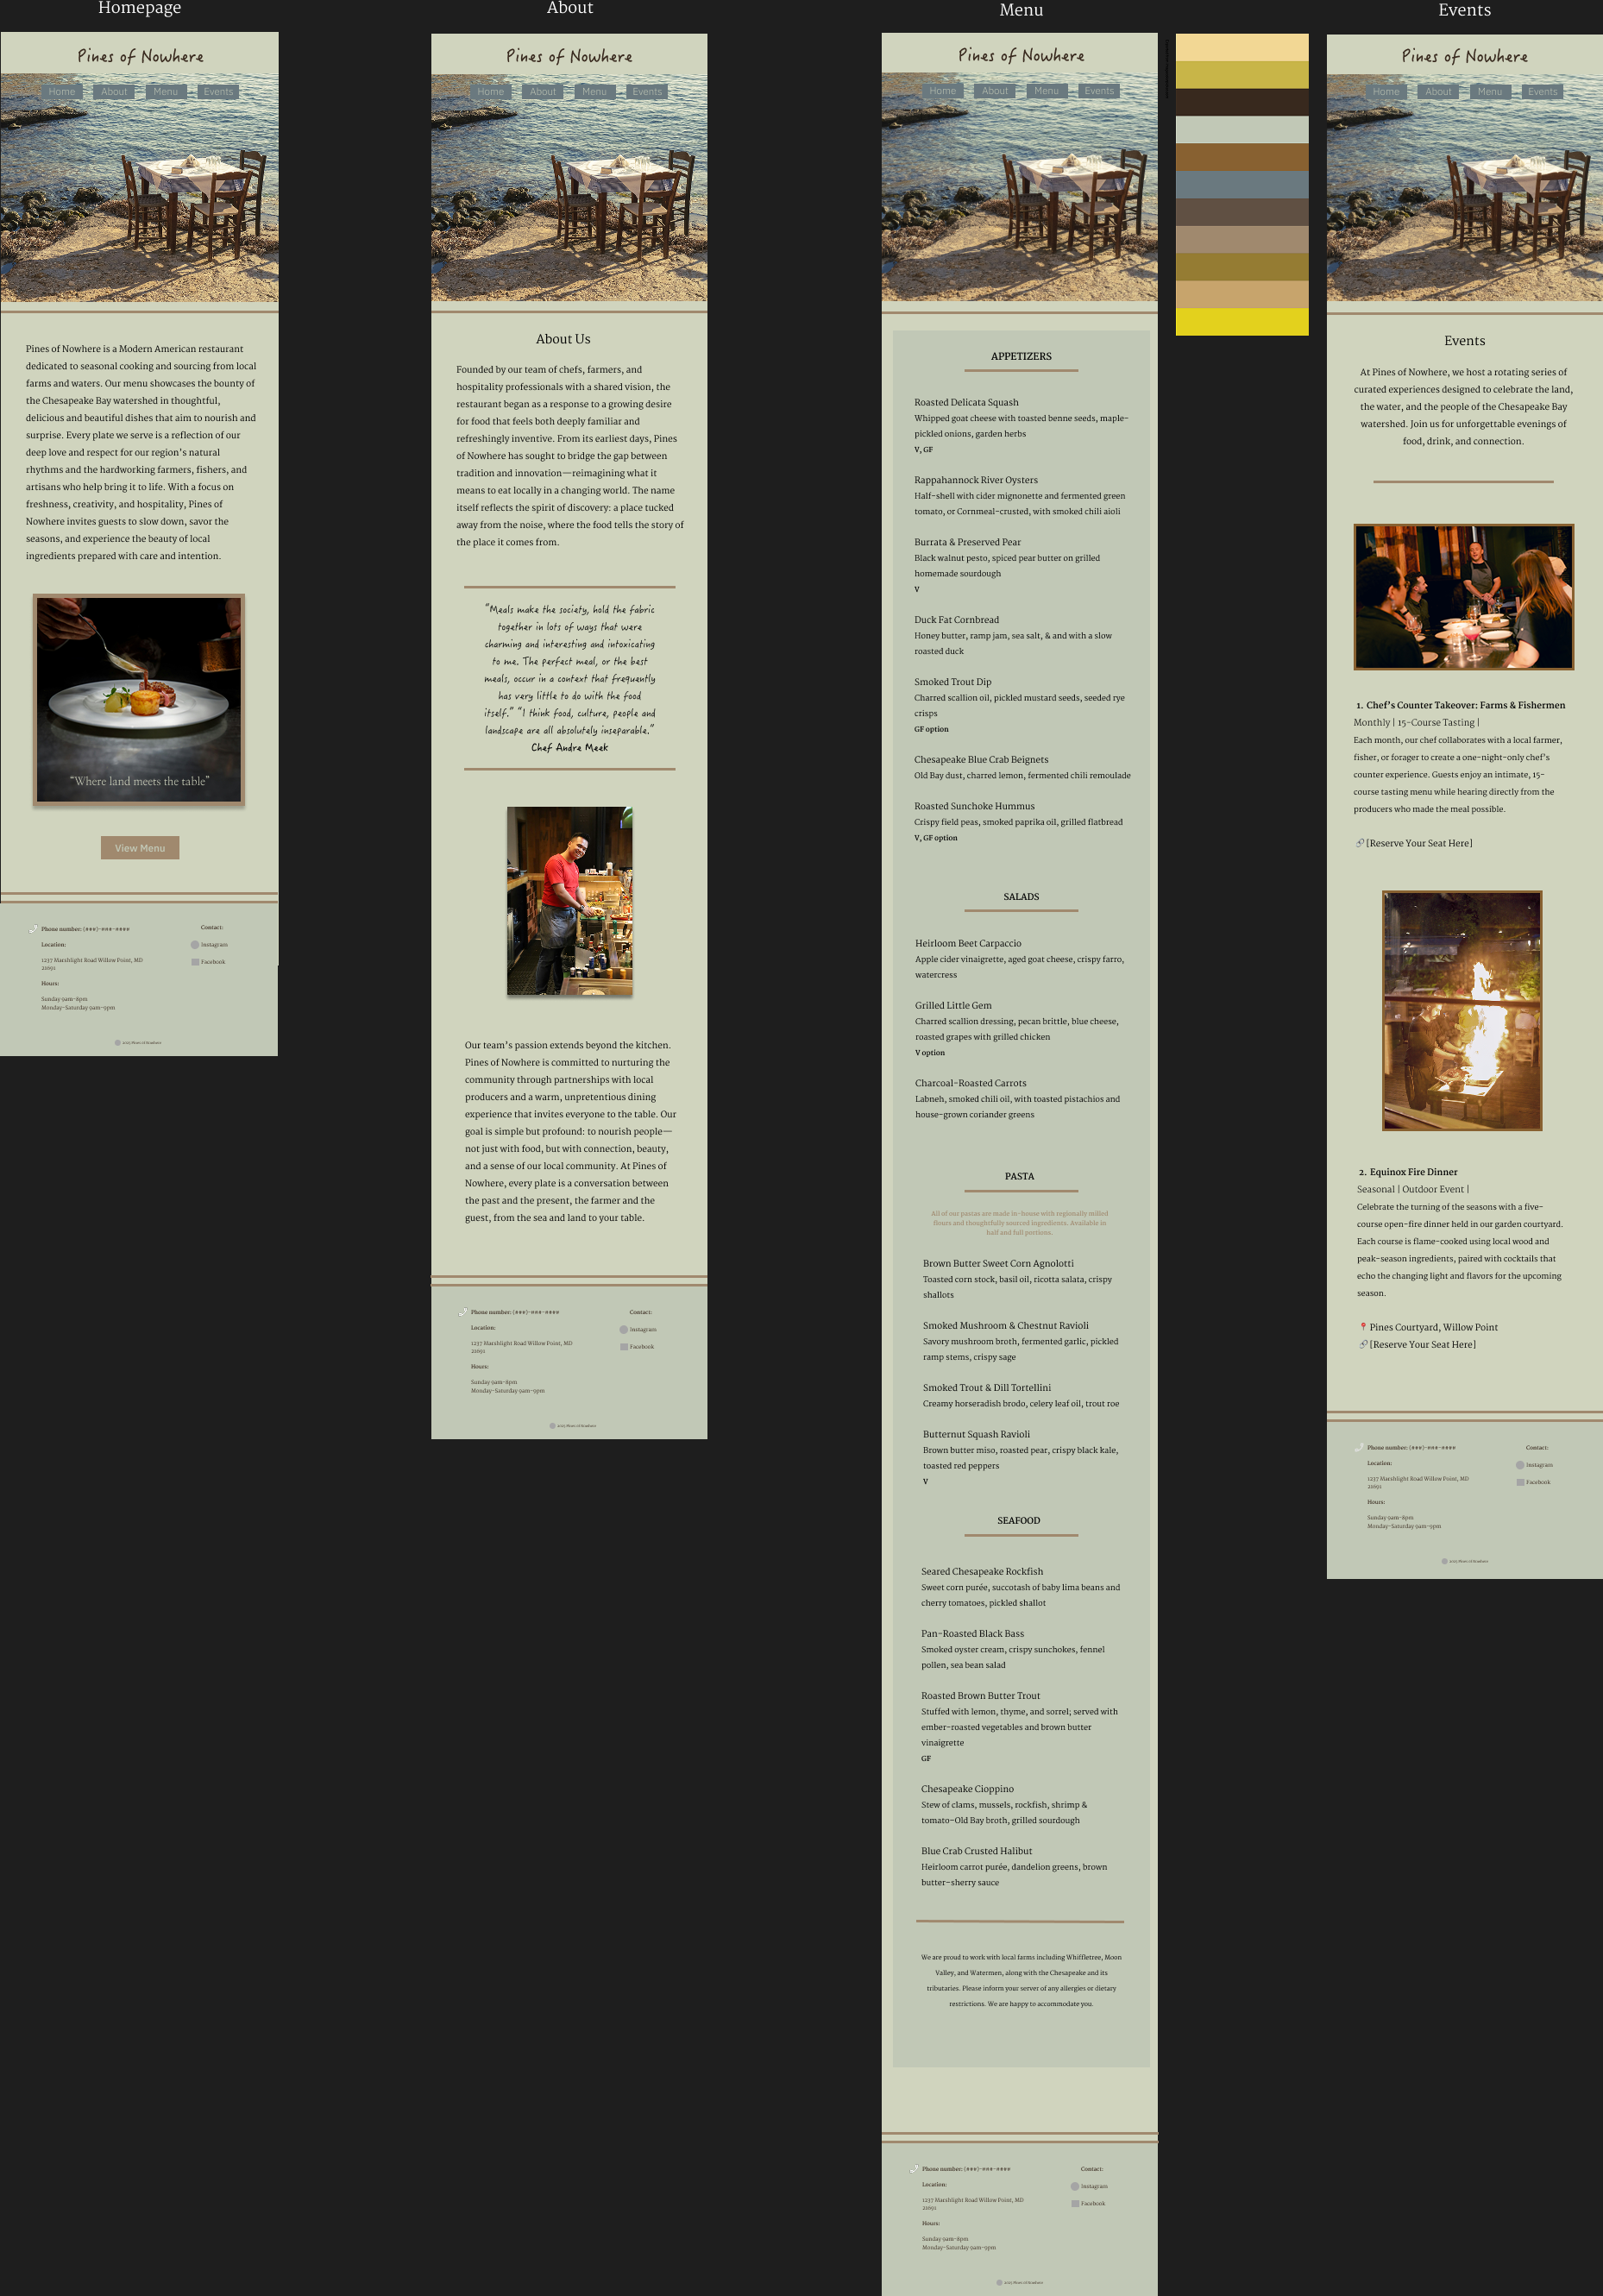 Homepage
Pines of Nowhere
Home About Menu Events
Pines of Nowhere is a Modern American restaurant
dedicated to seasonal cooking and sourcing from local
farms and waters. Our menu showcases the bounty of
the Chesapeake Bay watershed in thoughtful,
delicious and beautiful dishes that aim to nourish and
surprise. Every plate we serve is a reflection of our
deep love and respect for our region's natural
rhythms and the hardworking farmers, fishers, and
artisans who help bring it to life. With a focus on
freshness, creativity, and hospitality, Pines of
Nowhere invites guests to slow down, savor the
seasons, and experience the beauty of local
ingredients prepared with care and intention.
"Where land meets the table"
View Menu
Phone number: (###)-###-####
Location:
1237 Marshlight Road Willow Point, MD
21691
Hours:
Sunday 9am-8pm
Monday-Saturday 9am-9pm
Contact:
Instagram
Facebook
2025 Pines of Nowhere
About
Pines of Nowhere
Home About Menu Events
About Us
Founded by our team of chefs, farmers, and
hospitality professionals with a shared vision, the
restaurant began as a response to a growing desire
for food that feels both deeply familiar and
refreshingly inventive. From its earliest days, Pines
of Nowhere has sought to bridge the gap between
tradition and innovation—reimagining what it
means to eat locally in a changing world. The name
itself reflects the spirit of discovery: a place tucked
away from the noise, where the food tells the story of
the place it comes from.
"Meals make the society, hold the fabric
together in lots of ways that were
charming and interesting and intoxicating
to me. The perfect meal, or the best
meals, occur in a context that frequently
has very little to do with the food
itself." "I think food, culture, people and
landscape are all absolutely inseparable."
Chef Andre Meek
Our team's passion extends beyond the kitchen.
Pines of Nowhere is committed to nurturing the
community through partnerships with local
producers and a warm, unpretentious dining
experience that invites everyone to the table. Our
goal is simple but profound: to nourish people—
not just with food, but with connection, beauty,
and a sense of our local community. At Pines of
Nowhere, every plate is a conversation between
the past and the present, the farmer and the
guest, from the sea and land to your table.
Phone number: (###)-###-####
Location:
1237 Marshlight Road Willow Point, MD
21691
Hours:
Sunday 9am-8pm
Monday-Saturday 9am-9pm
Contact:
Instagram
Facebook
2025 Pines of Nowhere
Menu
Pines of Nowhere
Home About Menu Events
APPETIZERS
Roasted Delicata Squash
Whipped goat cheese with toasted benne seeds, maple-
pickled onions, garden herbs
V, GF
Rappahannock River Oysters
Half-shell with cider mignonette and fermented green
tomato, or Cornmeal-crusted, with smoked chili aioli
Burrata & Preserved Pear
Black walnut pesto, spiced pear butter on grilled
homemade sourdough
V
Duck Fat Cornbread
Honey butter, ramp jam, sea salt, & and with a slow
roasted duck
Smoked Trout Dip
Charred scallion oil, pickled mustard seeds, seeded rye
crisps
GF option
Chesapeake Blue Crab Beignets
Old Bay dust, charred lemon, fermented chili remoulade
Roasted Sunchoke Hummus
Crispy field peas, smoked paprika oil, grilled flatbread
V, GF option
SALADS
Heirloom Beet Carpaccio
Apple cider vinaigrette, aged goat cheese, crispy farro,
watercress
Grilled Little Gem
Charred scallion dressing, pecan brittle, blue cheese,
roasted grapes with grilled chicken
V option
Charcoal-Roasted Carrots
Labneh, smoked chili oil, with toasted pistachios and
house-grown coriander greens
PASTA
All of our pastas are made in-house with regionally milled
flours and thoughtfully sourced ingredients. Available in
half and full portions.
Brown Butter Sweet Corn Agnolotti
Toasted corn stock, basil oil, ricotta salata, crispy
shallots
Smoked Mushroom & Chestnut Ravioli
Savory mushroom broth, fermented garlic, pickled
ramp stems, crispy sage
Smoked Trout & Dill Tortellini
Creamy horseradish brodo, celery leaf oil, trout roe
Butternut Squash Ravioli
Brown butter miso, roasted pear, crispy black kale,
toasted red peppers
V
SEAFOOD
Seared Chesapeake Rockfish
Sweet corn purée, succotash of baby lima beans and
cherry tomatoes, pickled shallot
Pan-Roasted Black Bass
Smoked oyster cream, crispy sunchokes, fennel
pollen, sea bean salad
Roasted Brown Butter Trout
Stuffed with lemon, thyme, and sorrel; served with
ember-roasted vegetables and brown butter
vinaigrette
GF
Chesapeake Cioppino
Stew of clams, mussels, rockfish, shrimp &
tomato-Old Bay broth, grilled sourdough
Blue Crab Crusted Halibut
Heirloom carrot purée, dandelion greens, brown
butter-sherry sauce
We are proud to work with local farms including Whiffletree, Moon
Valley, and Watermen, along with the Chesapeake and its
tributaries. Please inform your server of any allergies or dietary
restrictions. We are happy to accommodate you.
Phone number: (###)-###-####
Location:
1237 Marshlight Road Willow Point, MD
21691
Hours:
Sunday 9am-8pm
Monday-Saturday 9am-9pm
Contact:
Instagram
Facebook
2025 Pines of Nowhere
Events
Pines of Nowhere
Home About Menu Events
Events
At Pines of Nowhere, we host a rotating series of
curated experiences designed to celebrate the land,
the water, and the people of the Chesapeake Bay
watershed. Join us for unforgettable evenings of
food, drink, and connection.
1. Chef's Counter Takeover: Farms & Fishermen
Monthly | 15-Course Tasting |
Each month, our chef collaborates with a local farmer,
fisher, or forager to create a one-night-only chef's
counter experience. Guests enjoy an intimate, 15-
course tasting menu while hearing directly from the
producers who made the meal possible.
[Reserve Your Seat Here]
2. Equinox Fire Dinner
Seasonal | Outdoor Event |
Celebrate the turning of the seasons with a five-
course open-fire dinner held in our garden courtyard.
Each course is flame-cooked using local wood and
peak-season ingredients, paired with cocktails that
echo the changing light and flavors for the upcoming
season.
Pines Courtyard, Willow Point
[Reserve Your Seat Here]
Phone number: (###)-###-####
Location:
1237 Marshlight Road Willow Point, MD
21691
Hours:
Sunday 9am-8pm
Monday-Saturday 9am-9pm
Contact:
Instagram
Facebook
2025 Pines of Nowhere